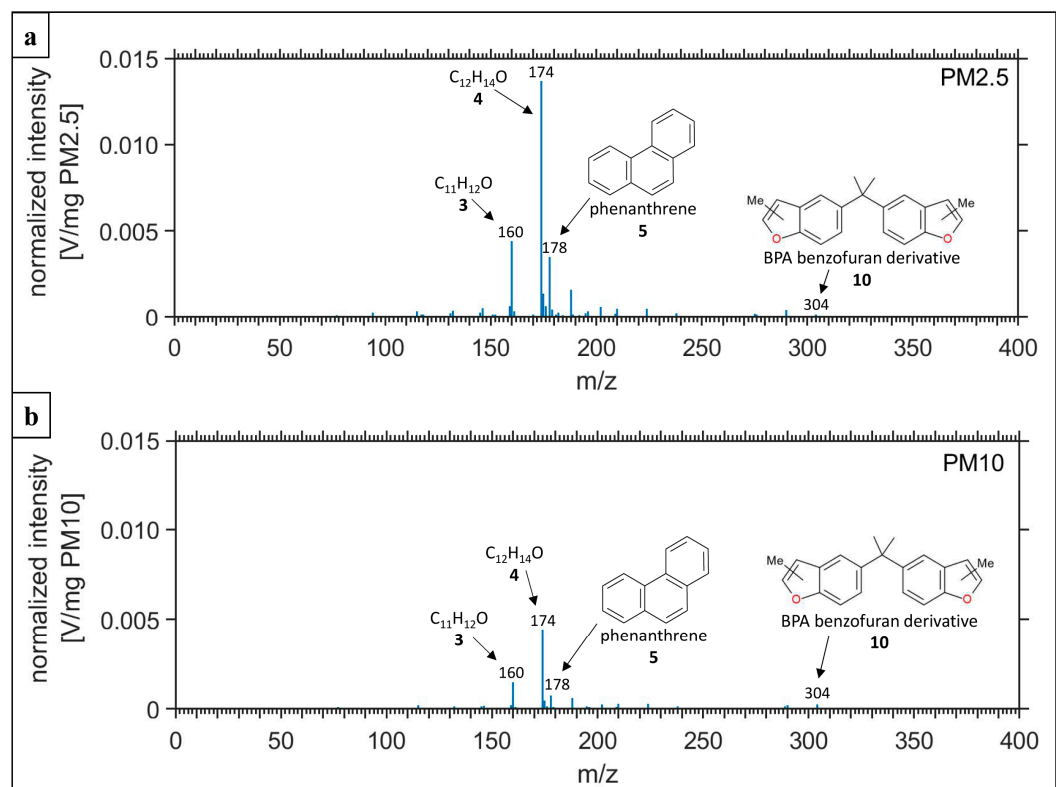 a
PM2.5
normalized intensity
[V/mg PM2.5]
0.015
0.010
0.005
0
C₁₂H₁₄O
4
174
C₁₁H₁₂O
3
160
178
phenanthrene
5
Me
Me
O
O
BPA benzofuran derivative
10
304
0 50 100 150 200 250 300 350 400
m/z
b
PM10
normalized intensity
[V/mg PM10]
0.015
0.010
0.005
0
C₁₂H₁₄O
4
174
C₁₁H₁₂O
3
160
178
phenanthrene
5
Me
Me
O
O
BPA benzofuran derivative
10
304
0 50 100 150 200 250 300 350 400
m/z